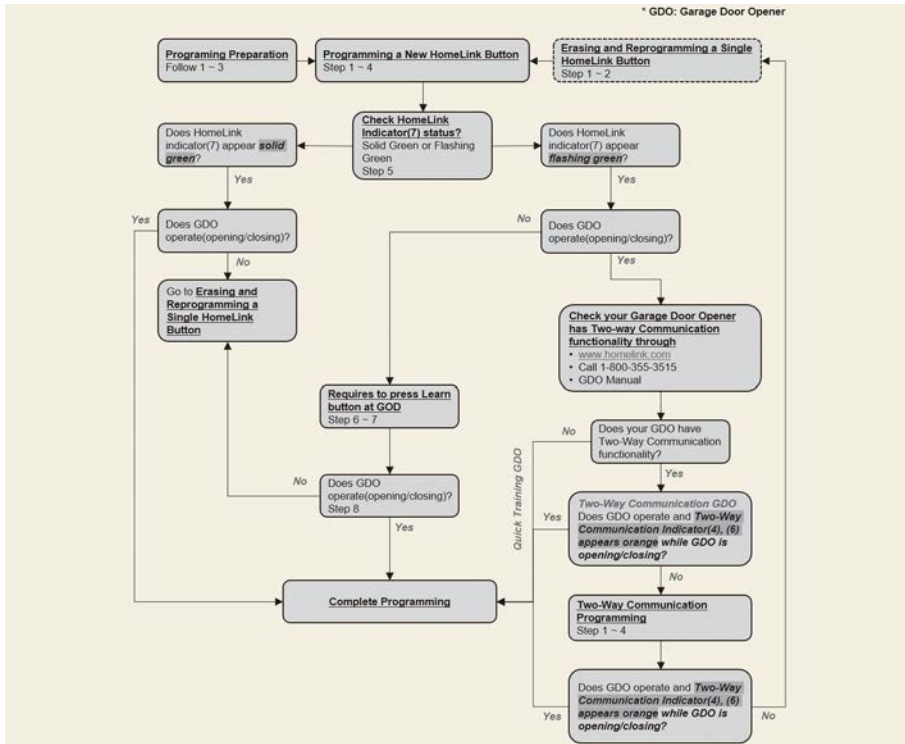 * GDO: Garage Door Opener
Programing Preparation
Follow 1 ~ 3
Programming a New HomeLink Button
Step 1 ~ 4
Erasing and Reprogramming a Single
HomeLink Button
Step 1 ~ 2
Check HomeLink
Indicator(7) status?
Solid Green or Flashing
Green
Step 5
Does HomeLink
indicator(7) appear solid
green?
Does HomeLink
indicator(7) appear
flashing green?
Yes
Yes
Yes
Does GDO
operate(opening/closing)?
No
Does GDO
operate(opening/closing)?
No
Yes
Go to Erasing and
Reprogramming a
Single HomeLink
Button
Check your Garage Door Opener
has Two-way Communication
functionality through
• www.homelink.com
• Call 1-800-355-3515
• GDO Manual
Requires to press Learn
button at GOD
Step 6 ~ 7
No
Does your GDO have
Two-Way Communication
functionality?
Yes
Quick Training GDO
No
Does GDO
operate(opening/closing)?
Step 8
Yes
Yes
Two-Way Communication GDO
Does GDO operate and Two-Way
Communication Indicator(4), (6)
appears orange while GDO is
opening/closing?
No
Complete Programming
Two-Way Communication
Programming
Step 1 ~ 4
Yes
Does GDO operate and Two-Way
Communication Indicator(4), (6)
appears orange while GDO is
opening/closing?
No